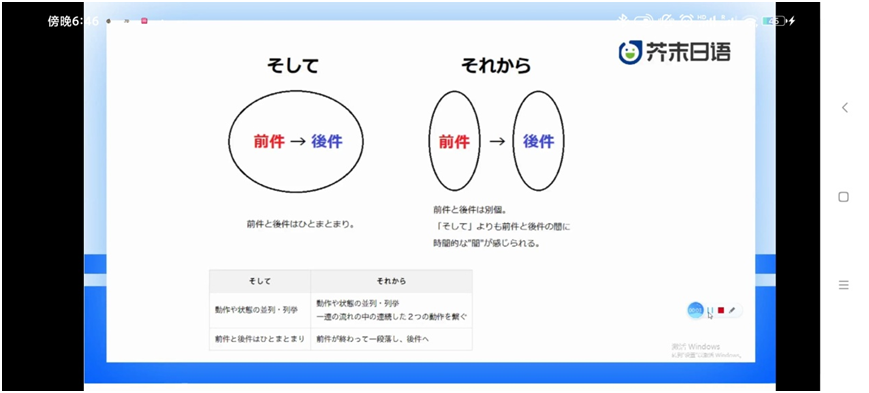 傍晚6:46
芥末日语
そして
それから
前件 → 後件
前件 → 後件
前件と後件はひとまとまり。
前件と後件は別個。
「そして」よりも前件と後件の間に
時間的な"間"が感じられる。
そして
それから
動作や状態の並列・列挙
動作や状態の並列・列挙
一連の流れの中の連続した２つの動作を繋ぐ
前件と後件はひとまとまり
前件が終わって一段落し、後件へ
激活 Windows